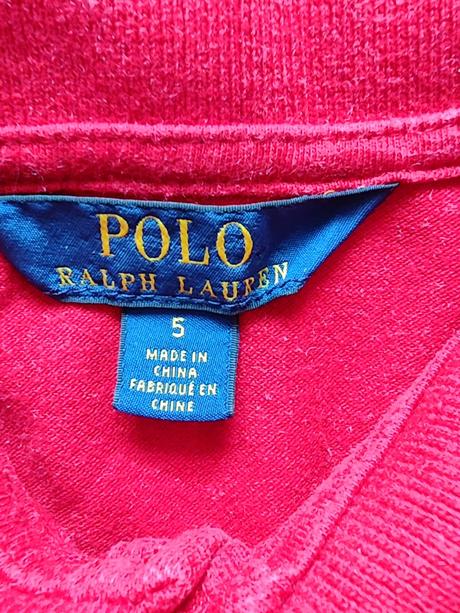 POLO
RALPH LAUREN
5
MADE IN
CHINA
FABRIQUÉ EN
CHINE